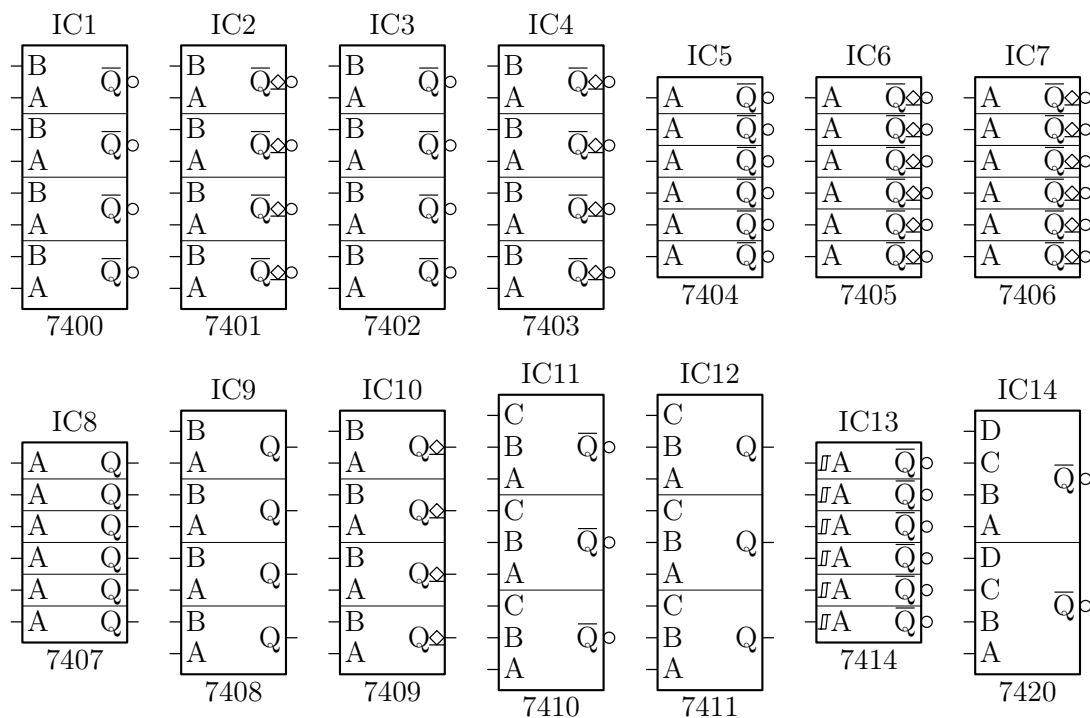 IC1 IC2 IC3 IC4 IC5 IC6 IC7
B Q̅ B Q̅ B Q̅ B Q̅
A A A A
B Q̅ B Q̅ B Q̅ B Q̅
A A A A
B Q̅ B Q̅ B Q̅ B Q̅
A A A A
B Q̅ B Q̅ B Q̅ B Q̅
A A A A
A Q̅ A Q̅ A Q̅
A Q̅ A Q̅ A Q̅
A Q̅ A Q̅ A Q̅
A Q̅ A Q̅ A Q̅
A Q̅ A Q̅ A Q̅
A Q̅ A Q̅ A Q̅
7400 7401 7402 7403 7404 7405 7406
IC8
A Q
A Q
A Q
A Q
A Q
A Q
7407
IC9
B Q
A
B Q
A
B Q
A
B Q
A
7408
IC10
B Q
A
B Q
A
B Q
A
B Q
A
7409
IC11
C
B Q̅
A
C
B Q̅
A
C
B Q̅
A
7410
IC12
C
B Q
A
C
B Q
A
C
B Q
A
7411
IC13
A Q̅
A Q̅
A Q̅
A Q̅
A Q̅
A Q̅
7414
IC14
D
C Q̅
B
A
D
C Q̅
B
A
7420